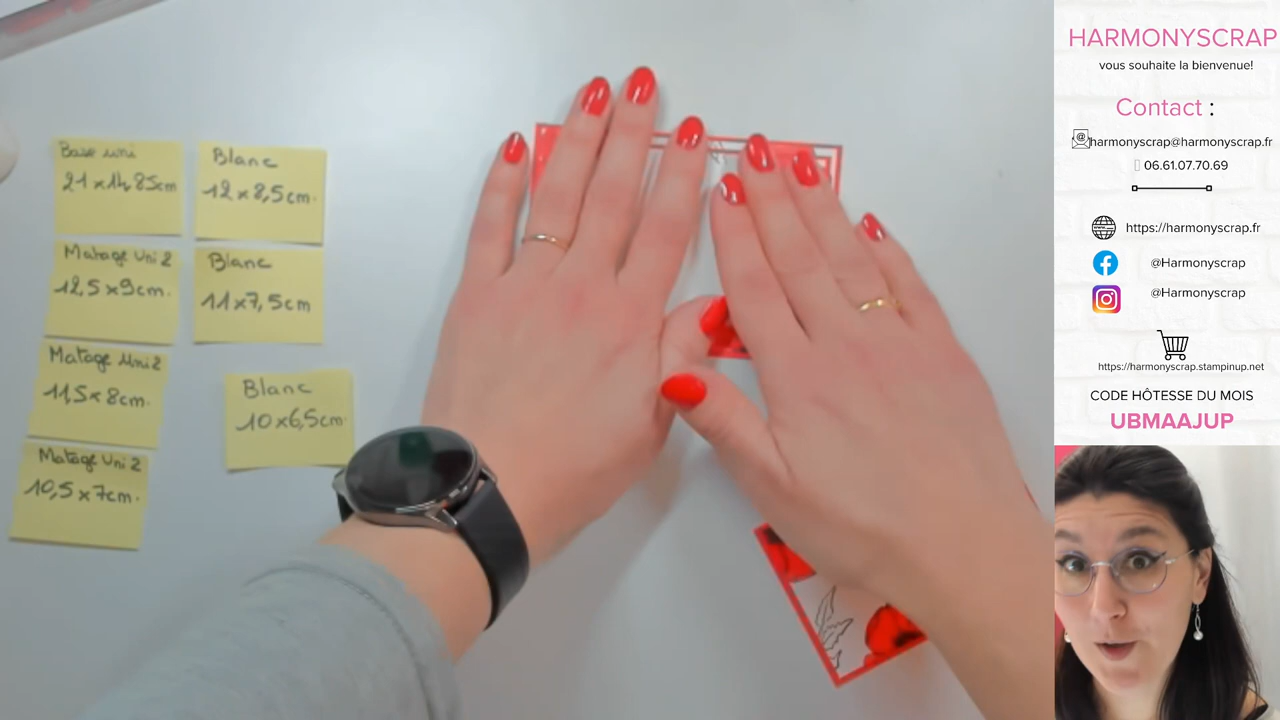 Base uni
21 x 14,85cm
Blanc
12 x 8,5cm.
Matage Uni 2
12,5 x 9cm.
Blanc
11 x 7,5cm
Matage Uni 2
11,5 x 8cm.
Blanc
10 x 6,5cm.
Matage Uni 2
10,5 x 7cm.
HARMONYSCRAP
vous souhaite la bienvenue!
Contact :
harmonyscrap@harmonyscrap.fr
06.61.07.70.69
https://harmonyscrap.fr
@Harmonyscrap
@Harmonyscrap
https://harmonyscrap.stampinup.net
CODE HÔTESSE DU MOIS
UBMAAJUP